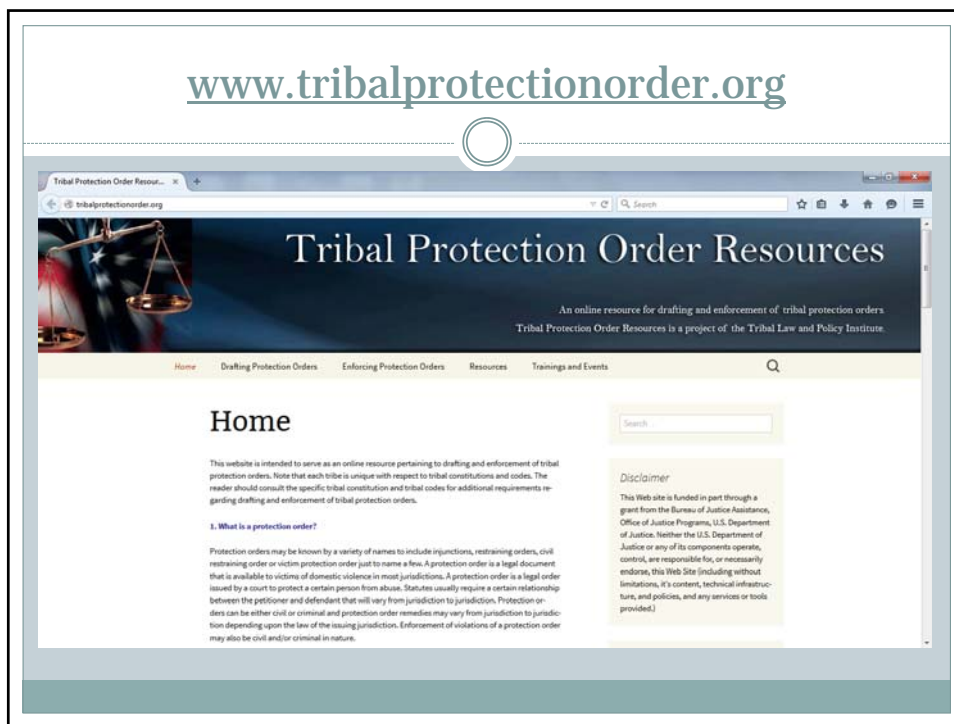 www.tribalprotectionorder.org
Tribal Protection Order Resour...
tribalprotectionorder.org
Search
Tribal Protection Order Resources
An online resource for drafting and enforcement of tribal protection orders.
Tribal Protection Order Resources is a project of the Tribal Law and Policy Institute.
Home Drafting Protection Orders Enforcing Protection Orders Resources Trainings and Events
Home
This website is intended to serve as an online resource pertaining to drafting and enforcement of tribal
protection orders. Note that each tribe is unique with respect to tribal constitutions and codes. The
reader should consult the specific tribal constitution and tribal codes for additional requirements re-
garding drafting and enforcement of tribal protection orders.
1. What is a protection order?
Protection orders may be known by a variety of names to include injunctions, restraining orders, civil
restraining order or victim protection order just to name a few. A protection order is a legal document
that is available to victims of domestic violence in most jurisdictions. A protection order is a legal order
issued by a court to protect a certain person from abuse. Statutes usually require a certain relationship
between the petitioner and defendant that will vary from jurisdiction to jurisdiction. Protection or-
ders can be either civil or criminal and protection order remedies may vary from jurisdiction to jurisdic-
tion depending upon the law of the issuing jurisdiction. Enforcement of violations of a protection order
may also be civil and/or criminal in nature.
Search ...
Disclaimer
This Web site is funded in part through a
grant from the Bureau of Justice Assistance,
Office of Justice Programs, U.S. Department
of Justice. Neither the U.S. Department of
Justice or any of its components operate,
control, are responsible for, or necessarily
endorse, this Web Site (including without
limitations, it's content, technical infrastruc-
ture, and policies, and any services or tools
provided.)